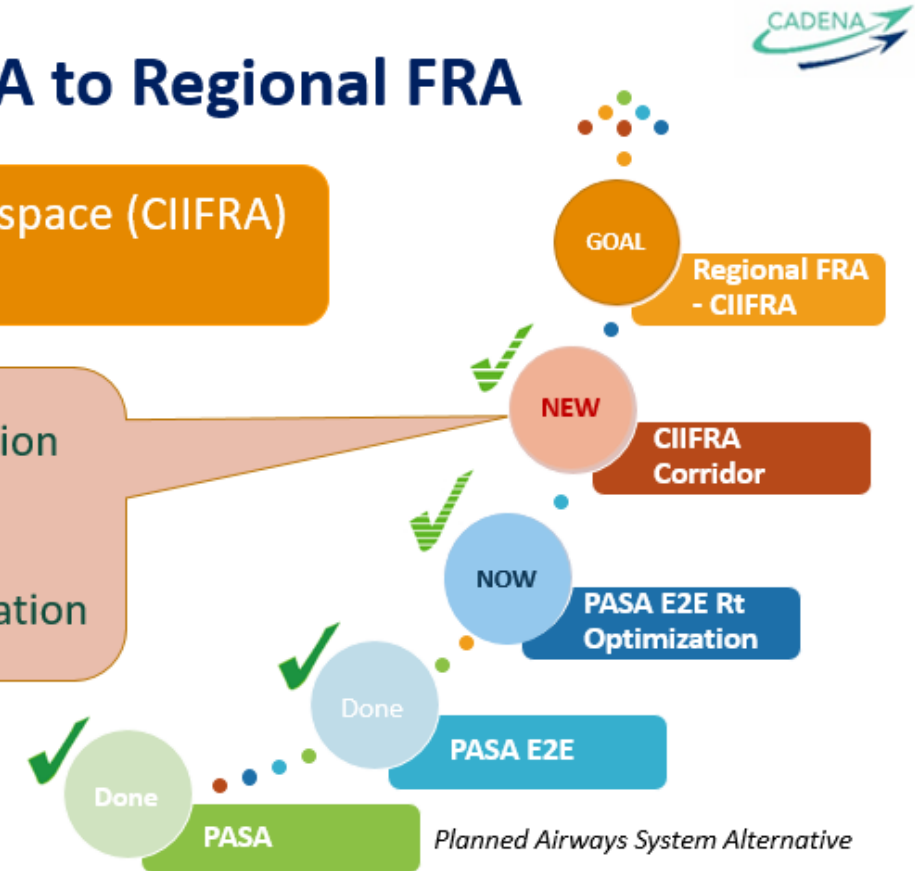 CADENA
A to Regional FRA
space (CIIFRA)
GOAL
Regional FRA
- CIIFRA
NEW
CIIFRA
Corridor
ion
ation
NOW
PASA E2E Rt
Optimization
Done
PASA E2E
Done
PASA
Planned Airways System Alternative